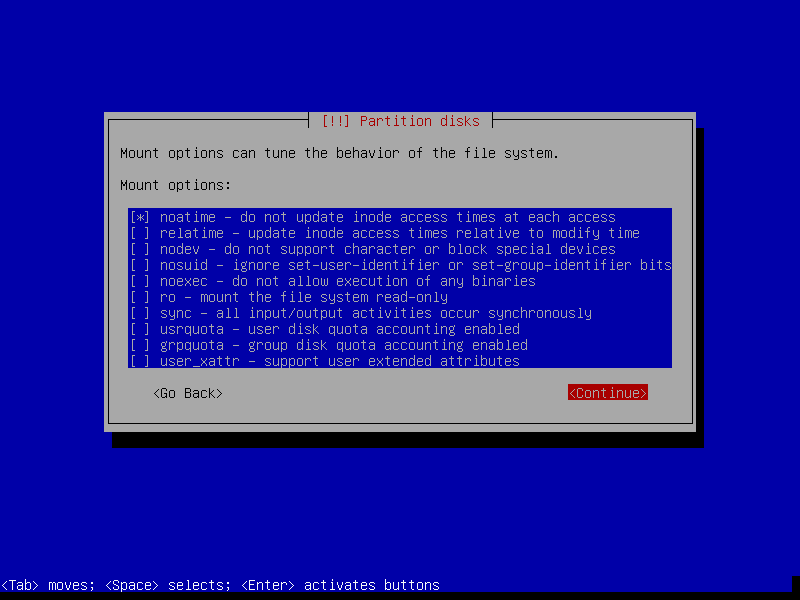 [!!] Partition disks
Mount options can tune the behavior of the file system.
Mount options:
[*] noatime - do not update inode access times at each access
[ ] relatime - update inode access times relative to modify time
[ ] nodev - do not support character or block special devices
[ ] nosuid - ignore set-user-identifier or set-group-identifier bits
[ ] noexec - do not allow execution of any binaries
[ ] ro - mount the file system read-only
[ ] sync - all input/output activities occur synchronously
[ ] usrquota - user disk quota accounting enabled
[ ] grpquota - group disk quota accounting enabled
[ ] user_xattr - support user extended attributes
<Go Back> <Continue>
<Tab> moves; <Space> selects; <Enter> activates buttons